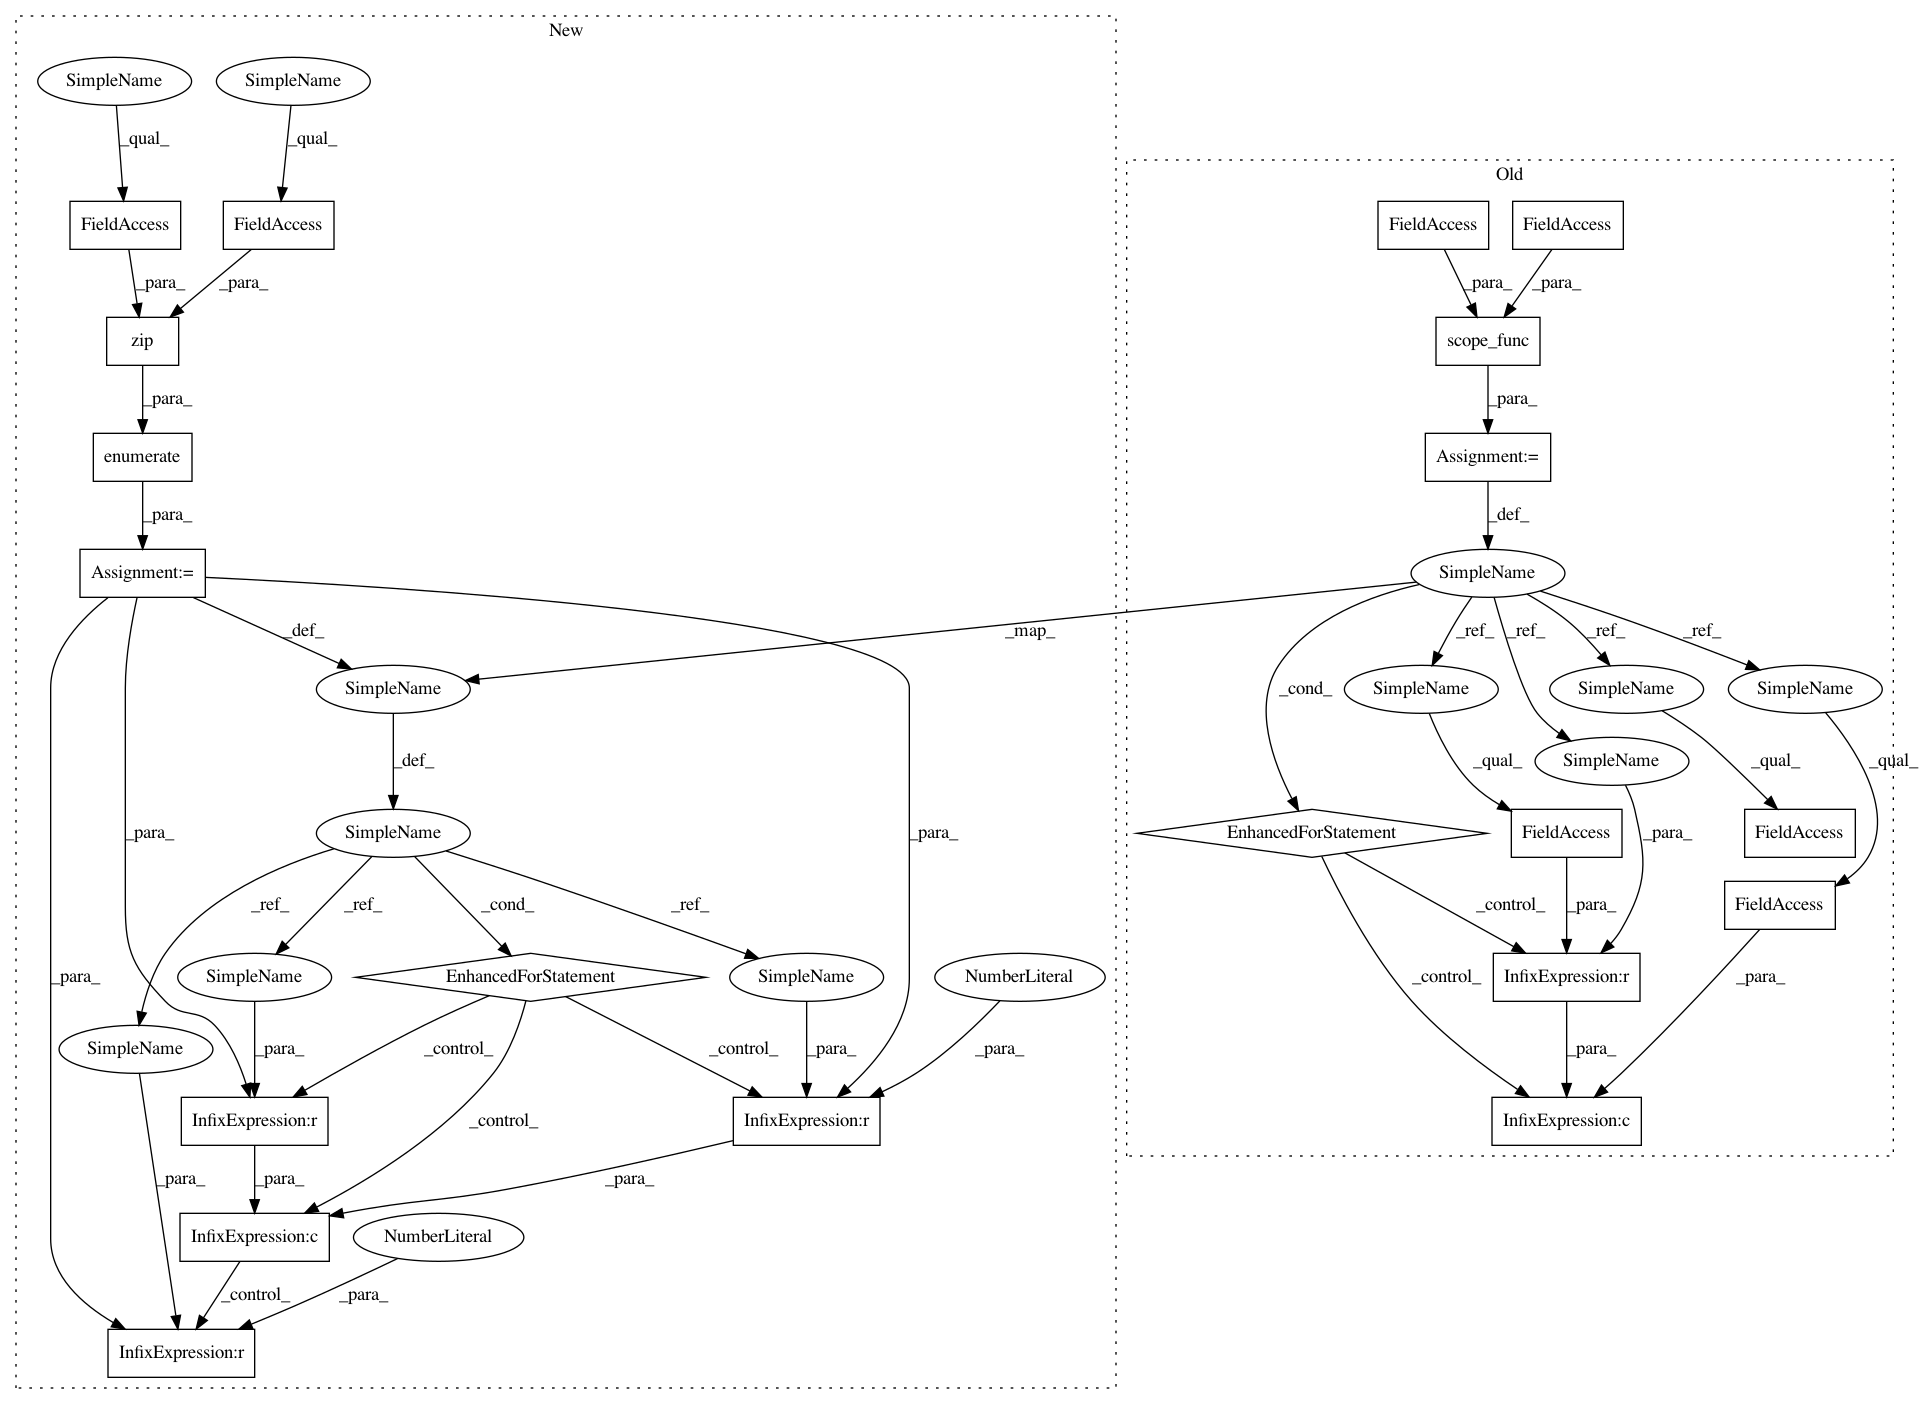 New
SimpleName
SimpleName
_qual_
_qual_
Old
FieldAccess
FieldAccess
FieldAccess
FieldAccess
_para_
_para_
_para_
_para_
zip
scope_func
_para_
_para_
enumerate
Assignment:=
_para_
_def_
Assignment:=
SimpleName
_def_
_map_
_ref_
_ref_
_ref_
_ref_
SimpleName
_cond_
SimpleName
SimpleName
SimpleName
_def_
_qual_
SimpleName
_qual_
_qual_
_para_
_para_
SimpleName
EnhancedForStatement
FieldAccess
_para_
FieldAccess
_ref_
_ref_
_cond_
_ref_
_control_
_para_
FieldAccess
_para_
SimpleName
EnhancedForStatement
SimpleName
NumberLiteral
_control_
InfixExpression:r
_para_
SimpleName
_para_
_control_
_control_
_para_
_para_
_para_
InfixExpression:r
_control_
InfixExpression:r
InfixExpression:c
_para_
_para_
_para_
InfixExpression:c
NumberLiteral
_control_
_para_
InfixExpression:r